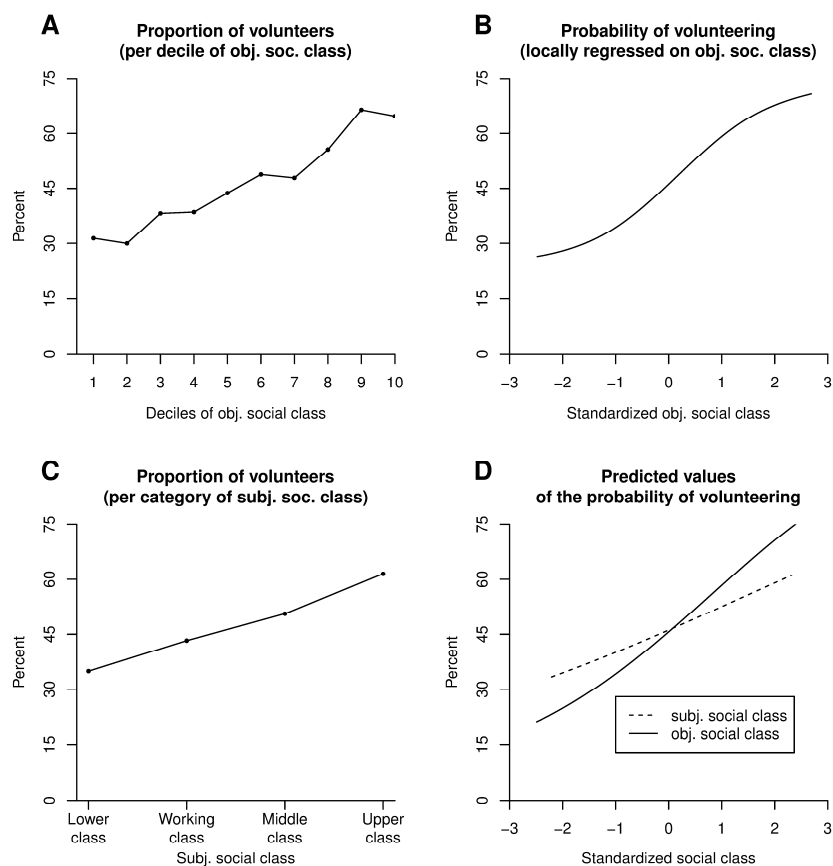 A
Proportion of volunteers
(per decile of obj. soc. class)
Percent
75
60
45
30
15
0
1 2 3 4 5 6 7 8 9 10
Deciles of obj. social class
B
Probability of volunteering
(locally regressed on obj. soc. class)
Percent
75
60
45
30
15
0
−3 −2 −1 0 1 2 3
Standardized obj. social class
C
Proportion of volunteers
(per category of subj. soc. class)
Percent
75
60
45
30
15
0
Lower class
Working class
Middle class
Upper class
Subj. social class
D
Predicted values
of the probability of volunteering
Percent
75
60
45
30
15
0
subj. social class
obj. social class
−3 −2 −1 0 1 2 3
Standardized social class